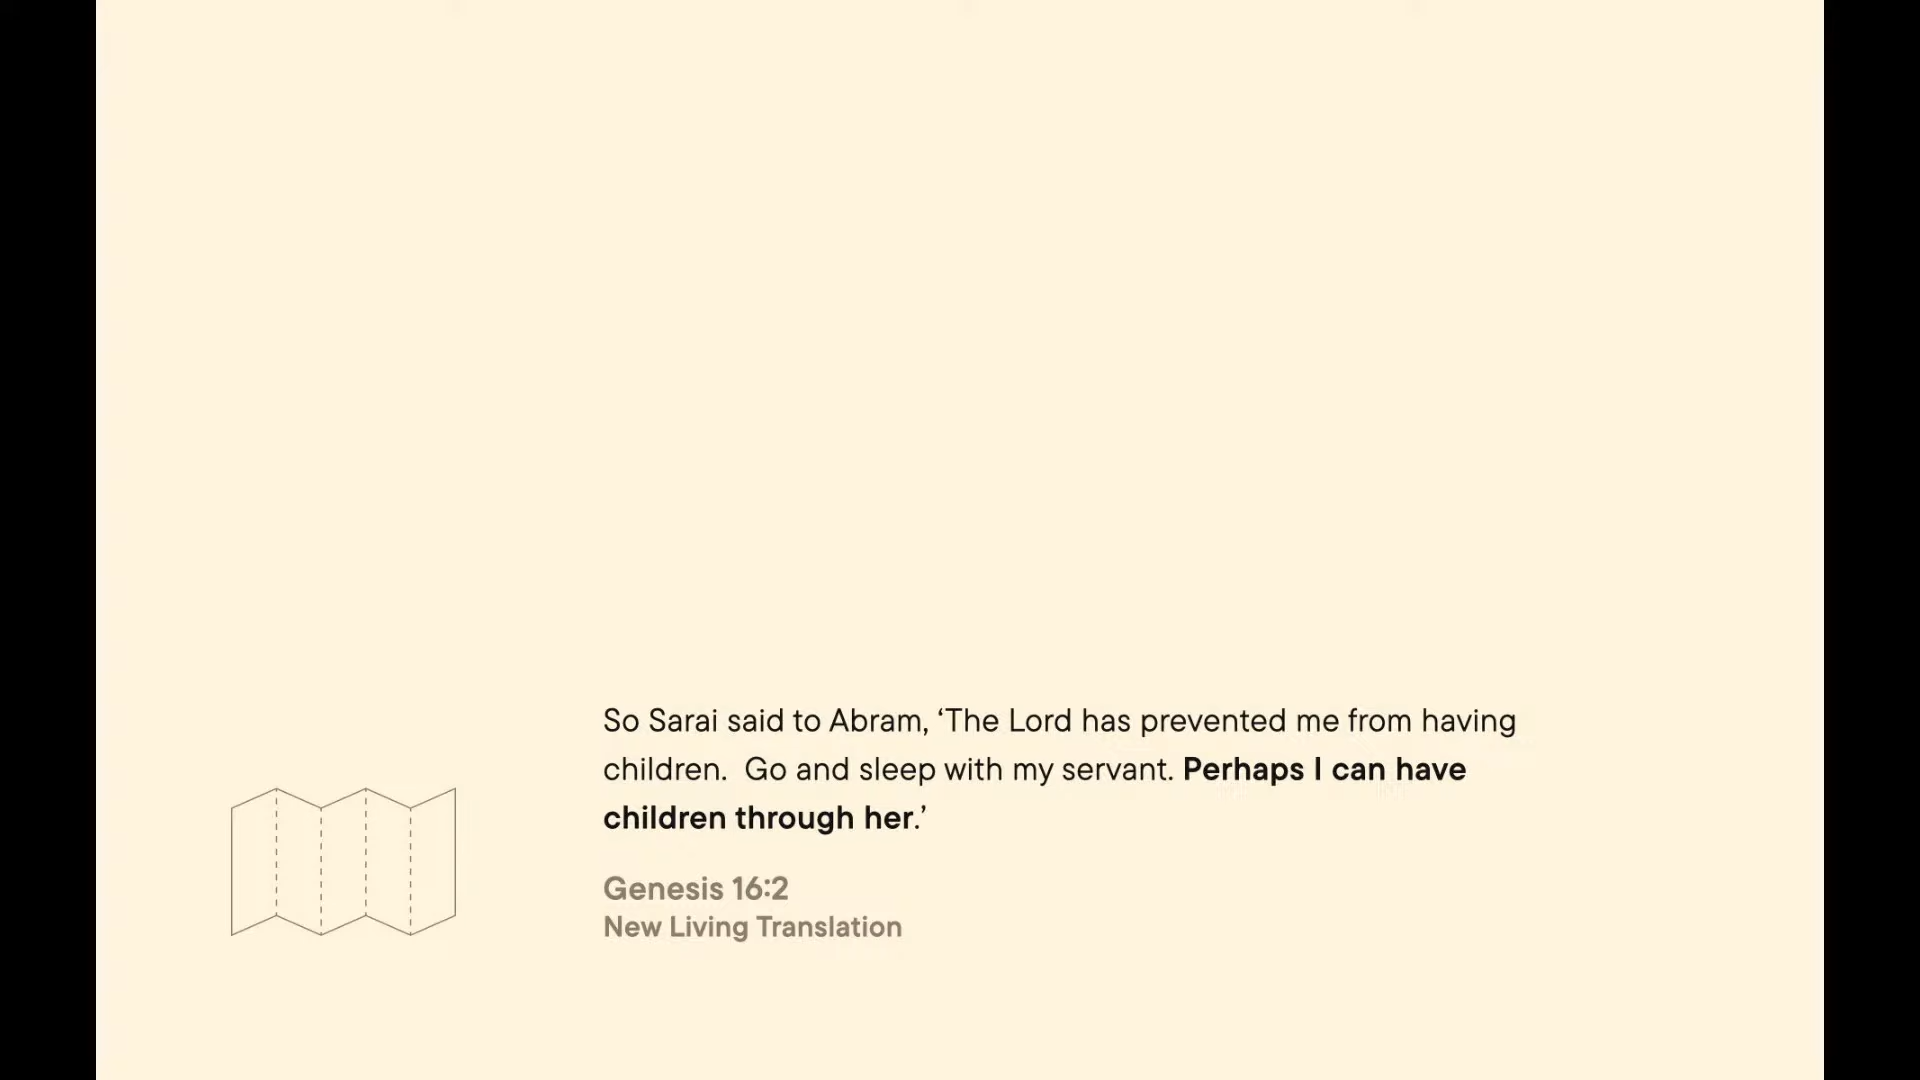 So Sarai said to Abram, ‘The Lord has prevented me from having
children.  Go and sleep with my servant. Perhaps I can have
children through her.’
Genesis 16:2
New Living Translation